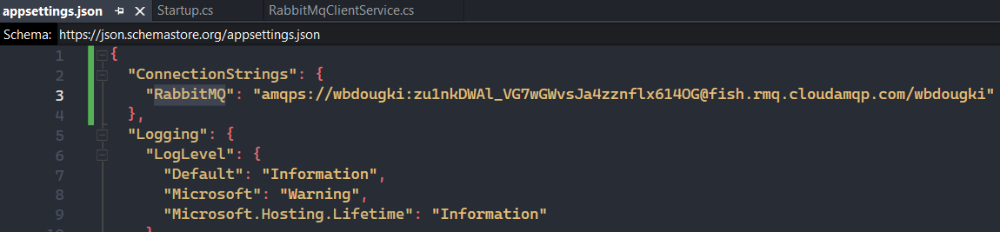 appsettings.json Startup.cs RabbitMqClientService.cs
Schema: https://json.schemastore.org/appsettings.json
1 {
2 "ConnectionStrings": {
3 "RabbitMQ": "amqps://wbdougki:zu1nkDWAl_VG7wGWvsJa4zznflx614OG@fish.rmq.cloudamqp.com/wbdougki"
4 },
5 "Logging": {
6 "LogLevel": {
7 "Default": "Information",
8 "Microsoft": "Warning",
9 "Microsoft.Hosting.Lifetime": "Information"